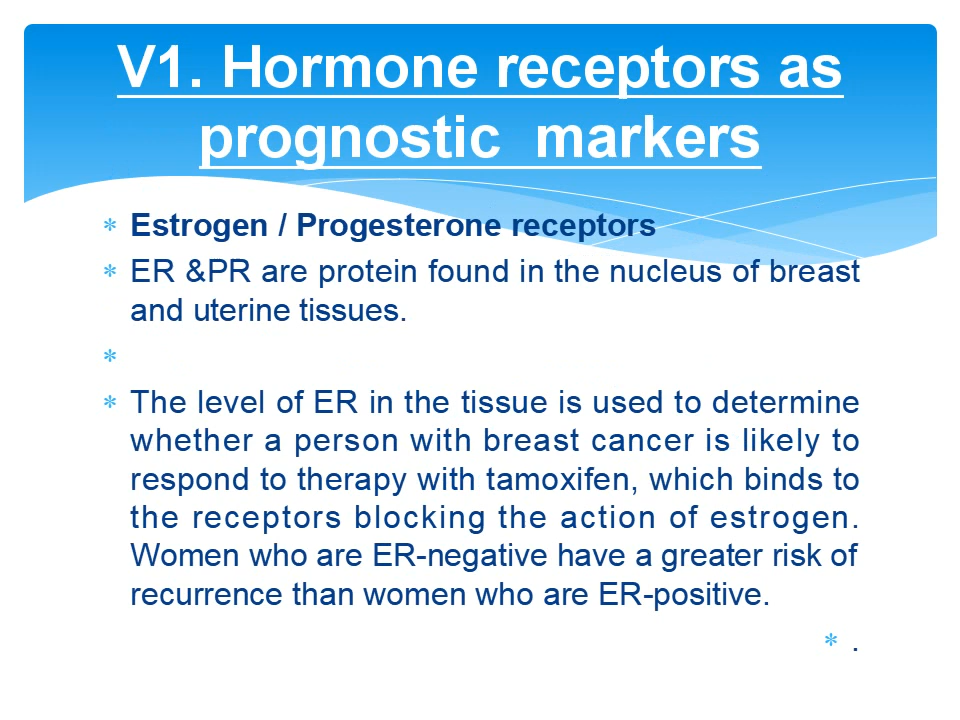 V1. Hormone receptors as
prognostic  markers
* Estrogen / Progesterone receptors
* ER &PR are protein found in the nucleus of breast
and uterine tissues.
*
* The level of ER in the tissue is used to determine
whether a person with breast cancer is likely to
respond to therapy with tamoxifen, which binds to
the receptors blocking the action of estrogen.
Women who are ER-negative have a greater risk of
recurrence than women who are ER-positive.
* .